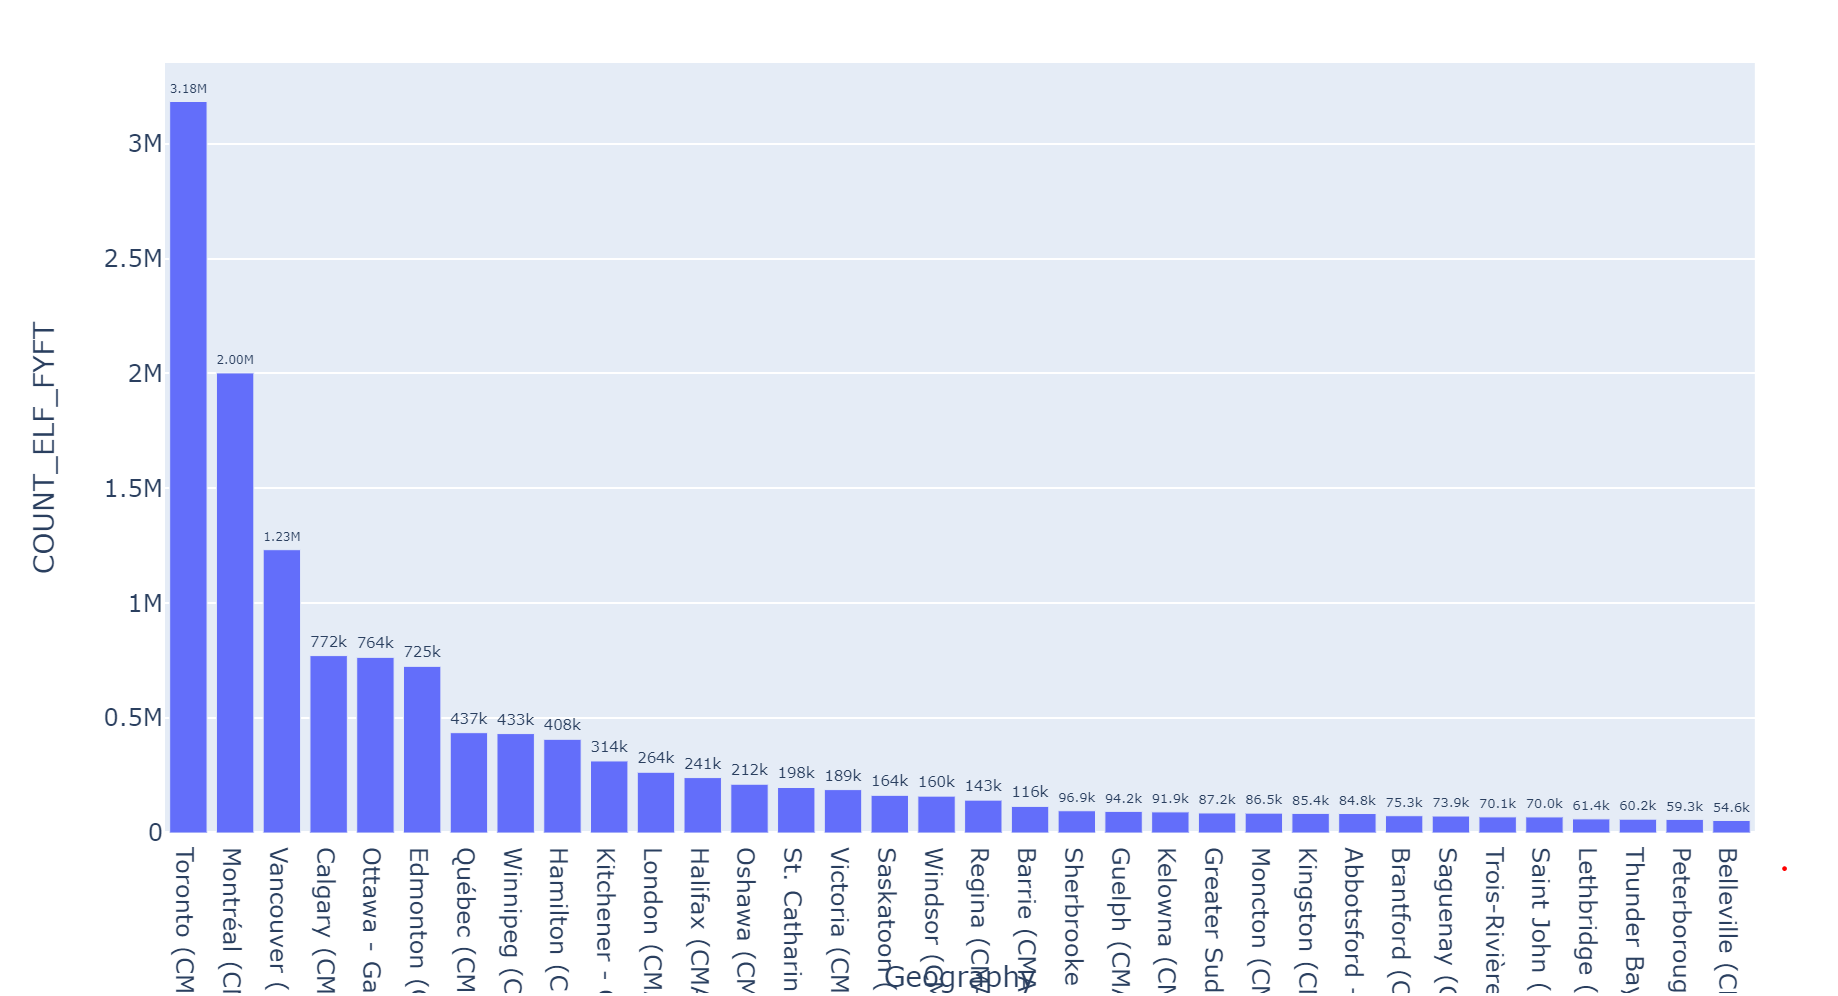 3.18M
2.00M
1.23M
772k
764k
725k
437k
433k
408k
314k
264k
241k
212k
198k
189k
164k
160k
143k
116k
96.9k
94.2k
91.9k
87.2k
86.5k
85.4k
84.8k
75.3k
73.9k
70.1k
70.0k
61.4k
60.2k
59.3k
54.6k
3M
2.5M
2M
1.5M
1M
0.5M
0
COUNT_ELF_FYFT
Toronto (CM
Montréal (
Vancouver (
Calgary (CM
Ottawa - Ga
Edmonton (
Québec (CM
Winnipeg (C
Hamilton (C
Kitchener -
London (CM
Halifax (CMA
Oshawa (CM
St. Catharin
Victoria (CM
Saskatoon (
Windsor (CM
Regina (CMA
Barrie (CMA
Sherbrooke
Guelph (CMA
Kelowna (CM
Greater Sud
Moncton (CM
Kingston (
Abbotsford -
Brantford (C
Saguenay (C
Trois-Rivière
Saint John (
Lethbridge (
Thunder Bay
Peterboroug
Belleville (
Geography